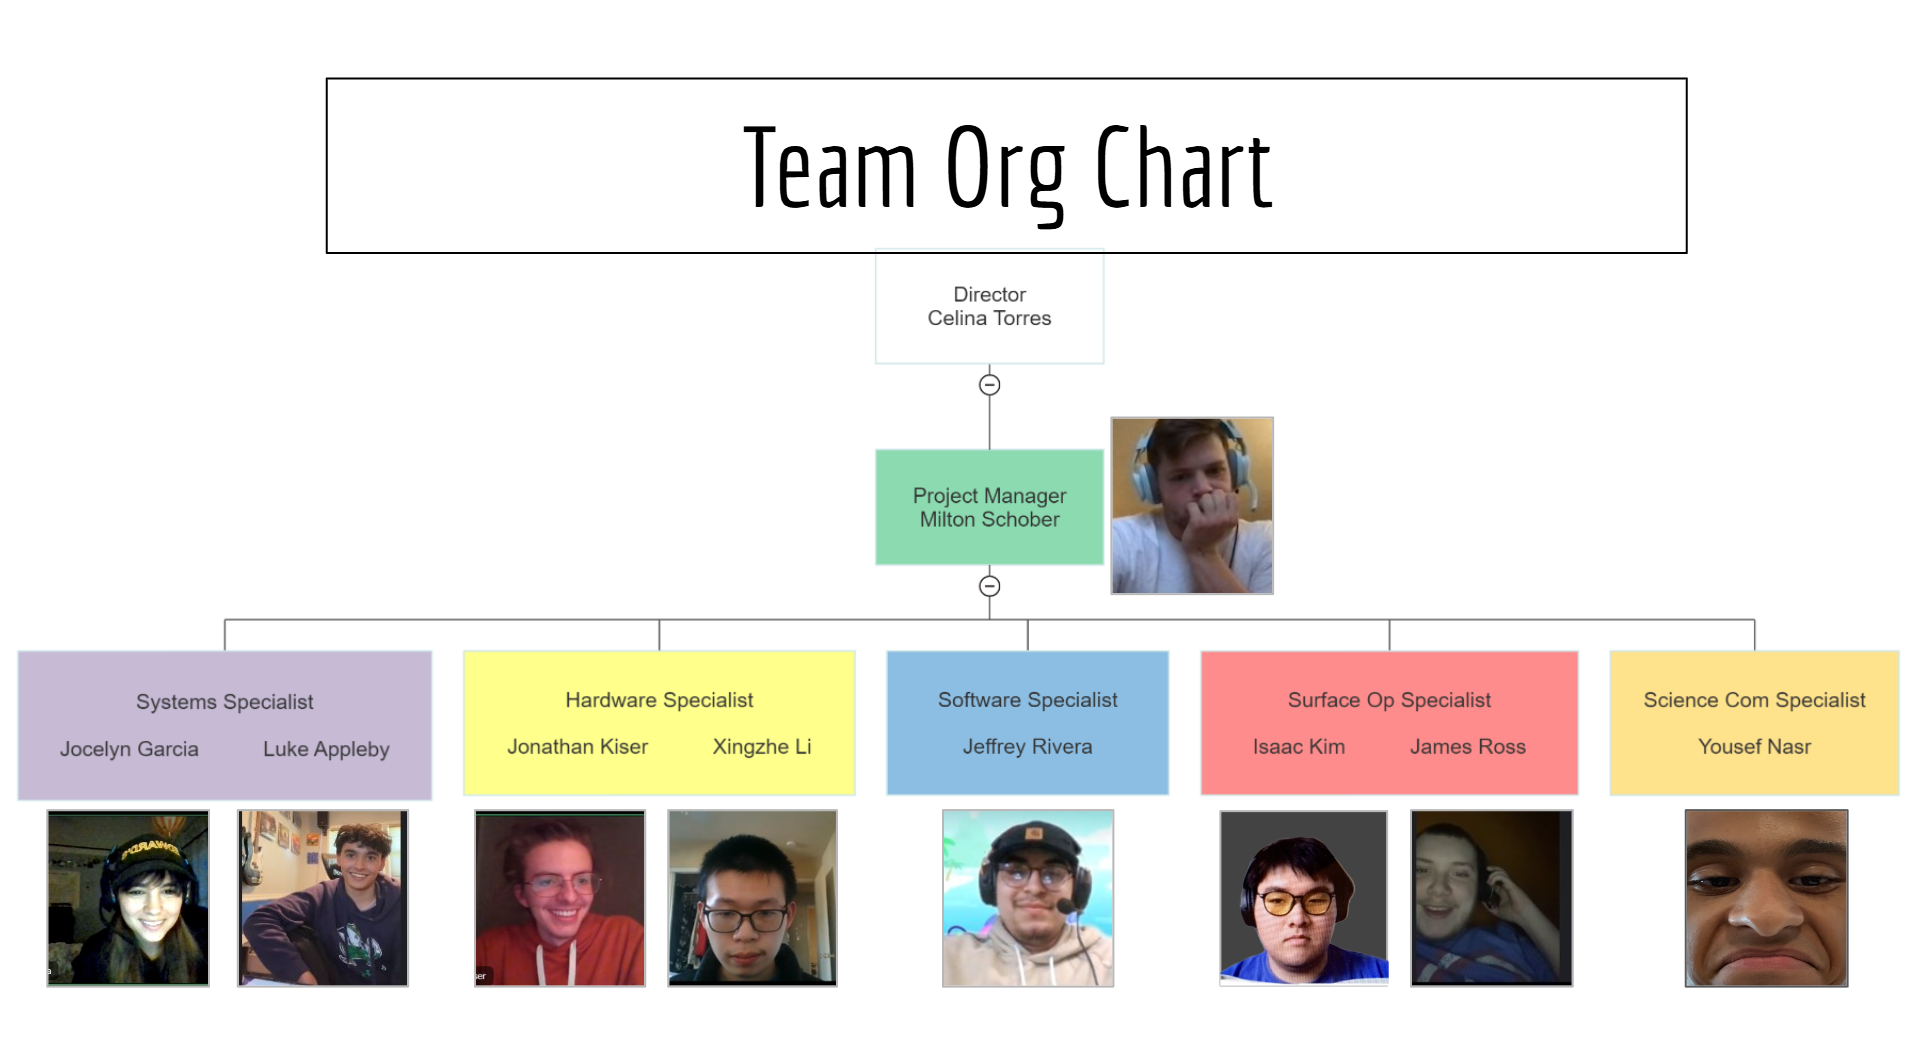 Team Org Chart
Director
Celina Torres
Project Manager
Milton Schober
Systems Specialist
Jocelyn Garcia Luke Appleby
Hardware Specialist
Jonathan Kiser Xingzhe Li
Software Specialist
Jeffrey Rivera
Surface Op Specialist
Isaac Kim James Ross
Science Com Specialist
Yousef Nasr
a
ser